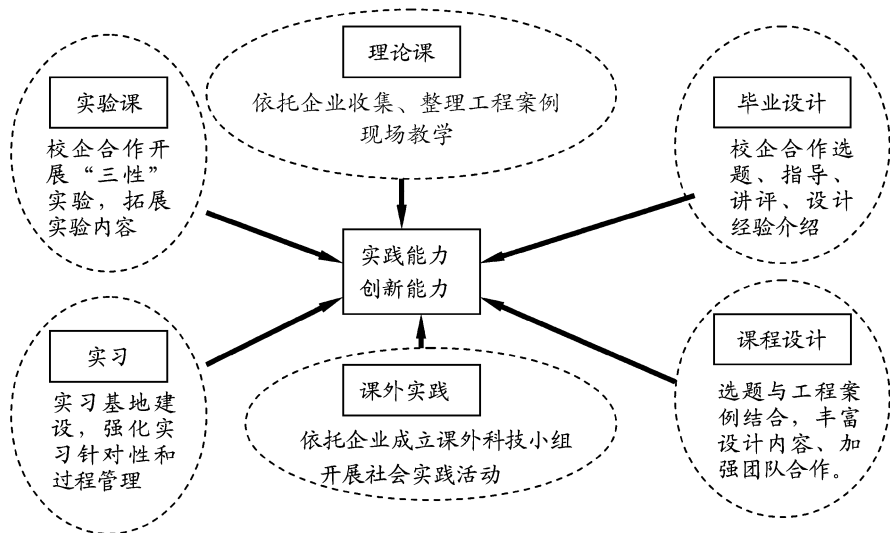 理论课
依托企业收集、整理工程案例
现场教学
实验课
校企合作开
展“三性”
实验，拓展
实验内容
毕业设计
校企合作选
题、指导、
讲评、设计
经验介绍
实践能力
创新能力
实习
实习基地建
设，强化实
习针对性和
过程管理
课外实践
依托企业成立课外科技小组
开展社会实践活动
课程设计
选题与工程案
例结合，丰富
设计内容、加
强团队合作。